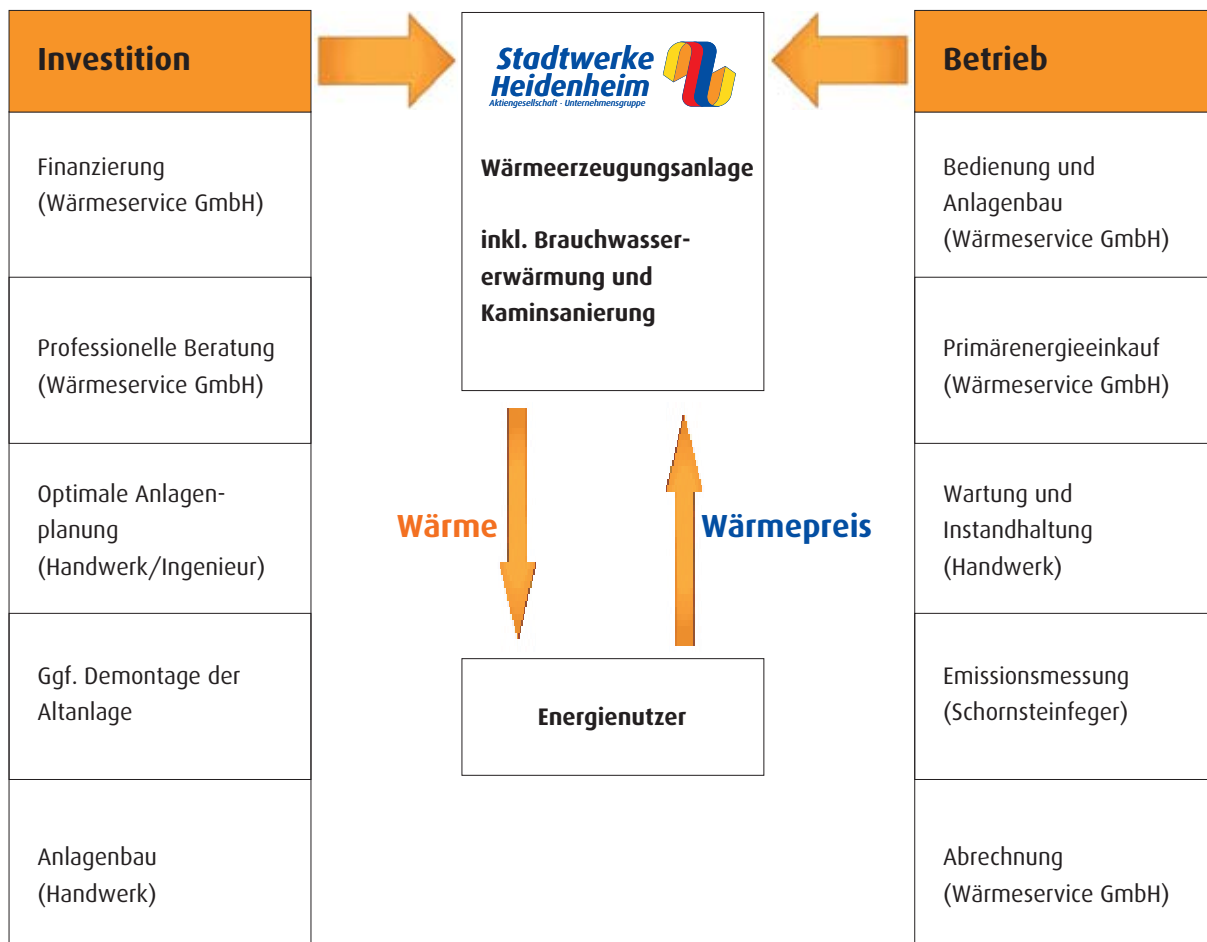 Investition
Finanzierung
(Wärmeservice GmbH)
Professionelle Beratung
(Wärmeservice GmbH)
Optimale Anlagen-
planung
(Handwerk/Ingenieur)
Ggf. Demontage der
Altanlage
Anlagenbau
(Handwerk)
Stadtwerke
Heidenheim
Aktiengesellschaft - Unternehmensgruppe
Wärmeerzeugungsanlage
inkl. Brauchwasser-
erwärmung und
Kaminsanierung
Wärme
Wärmepreis
Energienutzer
Betrieb
Bedienung und
Anlagenbau
(Wärmeservice GmbH)
Primärenergieeinkauf
(Wärmeservice GmbH)
Wartung und
Instandhaltung
(Handwerk)
Emissionsmessung
(Schornsteinfeger)
Abrechnung
(Wärmeservice GmbH)